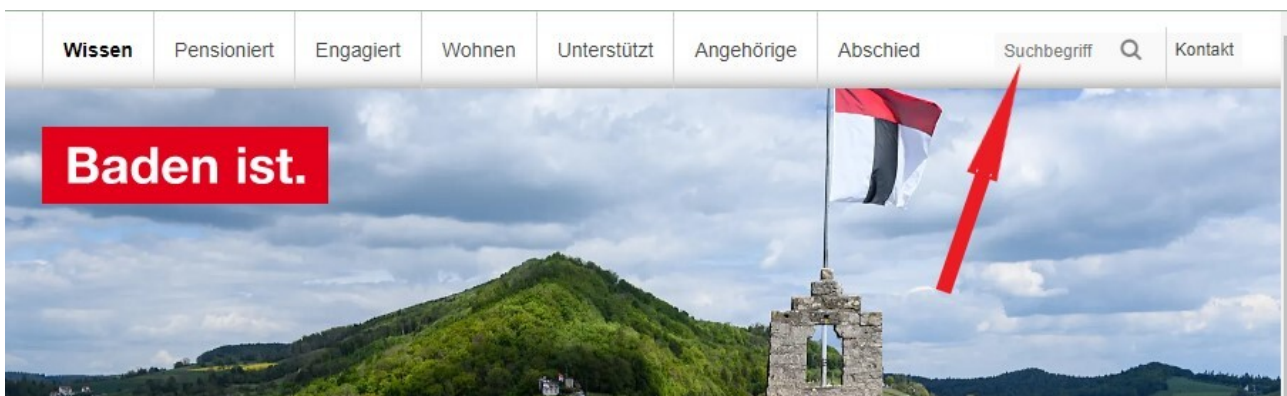 Wissen Pensioniert Engagiert Wohnen Unterstützt Angehörige Abschied Suchbegriff Kontakt
Baden ist.